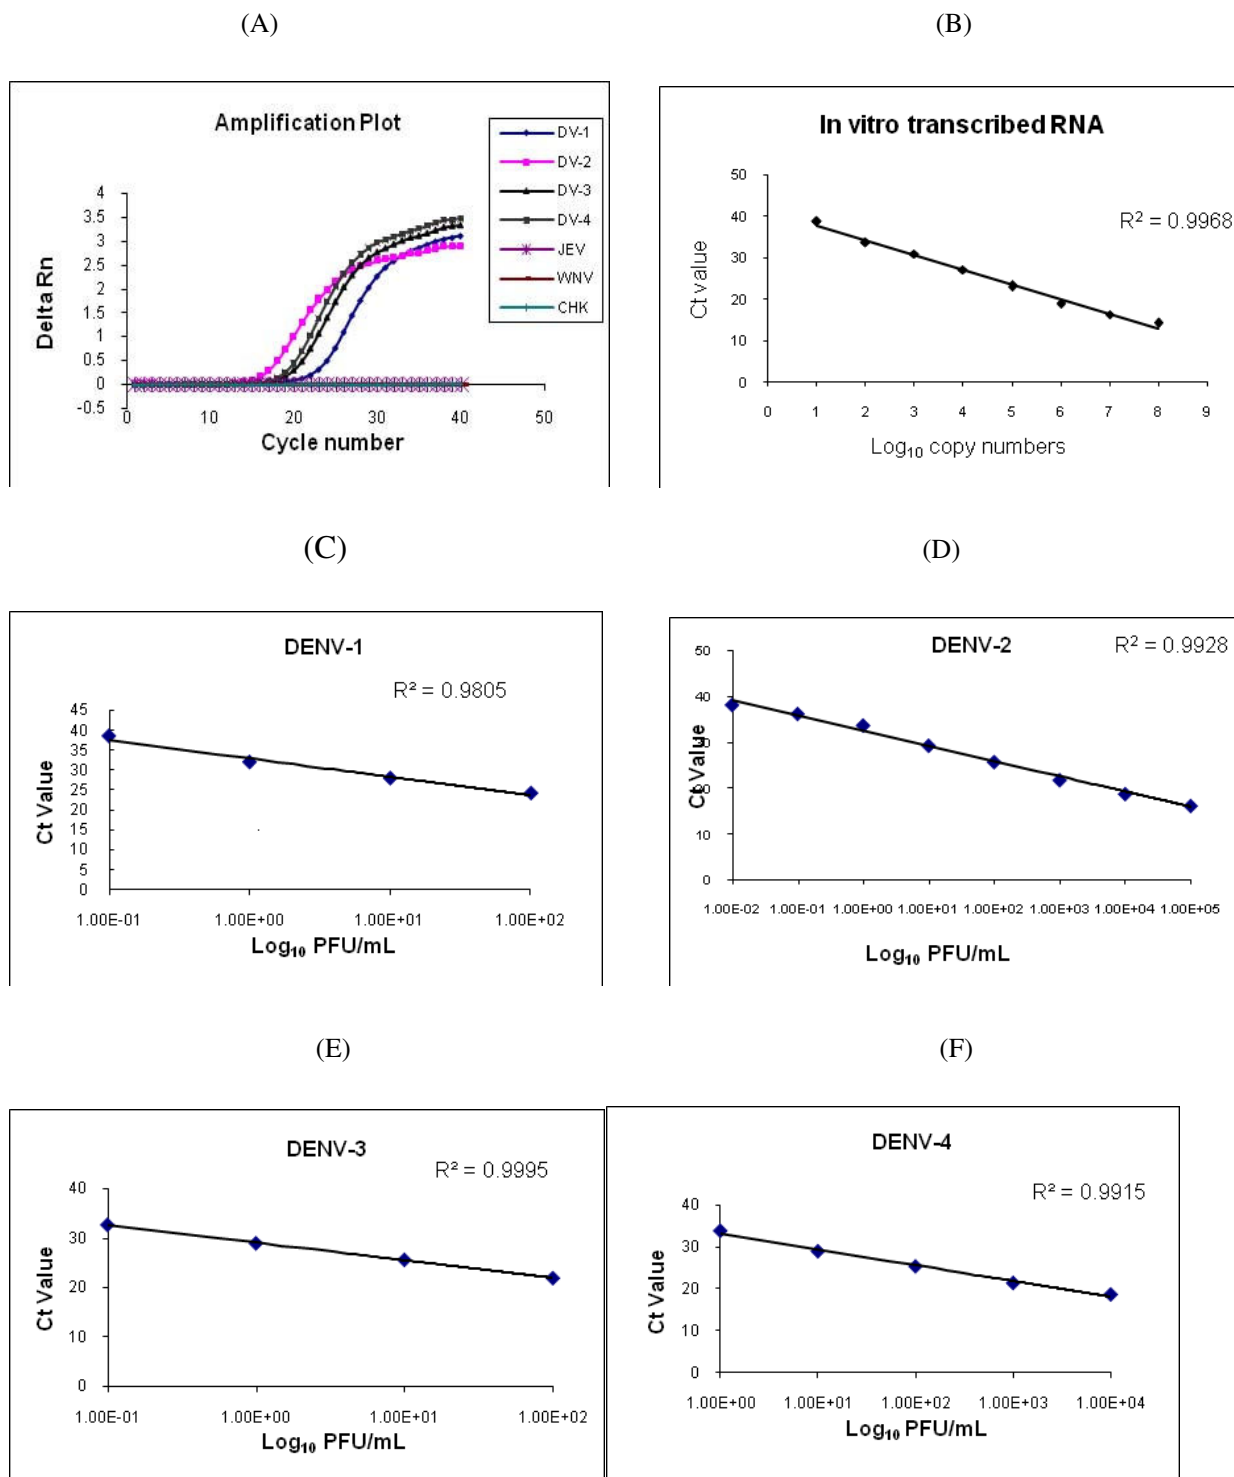 (A)
Amplification Plot
4
3.5
3
2.5
2
1.5
1
0.5
0
-0.5
Delta Rn
0 10 20 30 40 50
Cycle number
DV-1
DV-2
DV-3
DV-4
JEV
WNV
CHK
(B)
In vitro transcribed RNA
R² = 0.9968
50
40
30
20
10
0
Ct value
0 1 2 3 4 5 6 7 8 9
Log₁₀ copy numbers
(C)
DENV-1
R² = 0.9805
45
40
35
30
25
20
15
10
5
0
Ct Value
1.00E-01 1.00E+00 1.00E+01 1.00E+02
Log₁₀ PFU/mL
(D)
DENV-2
R² = 0.9928
50
40
30
20
10
0
Ct Value
1.00E-02 1.00E-01 1.00E+00 1.00E+01 1.00E+02 1.00E+03 1.00E+04 1.00E+05
Log₁₀ PFU/mL
(E)
DENV-3
R² = 0.9995
40
30
20
10
0
Ct Value
1.00E-01 1.00E+00 1.00E+01 1.00E+02
Log₁₀ PFU/mL
(F)
DENV-4
R² = 0.9915
40
30
20
10
0
Ct Value
1.00E+00 1.00E+01 1.00E+02 1.00E+03 1.00E+04
Log₁₀ PFU/mL